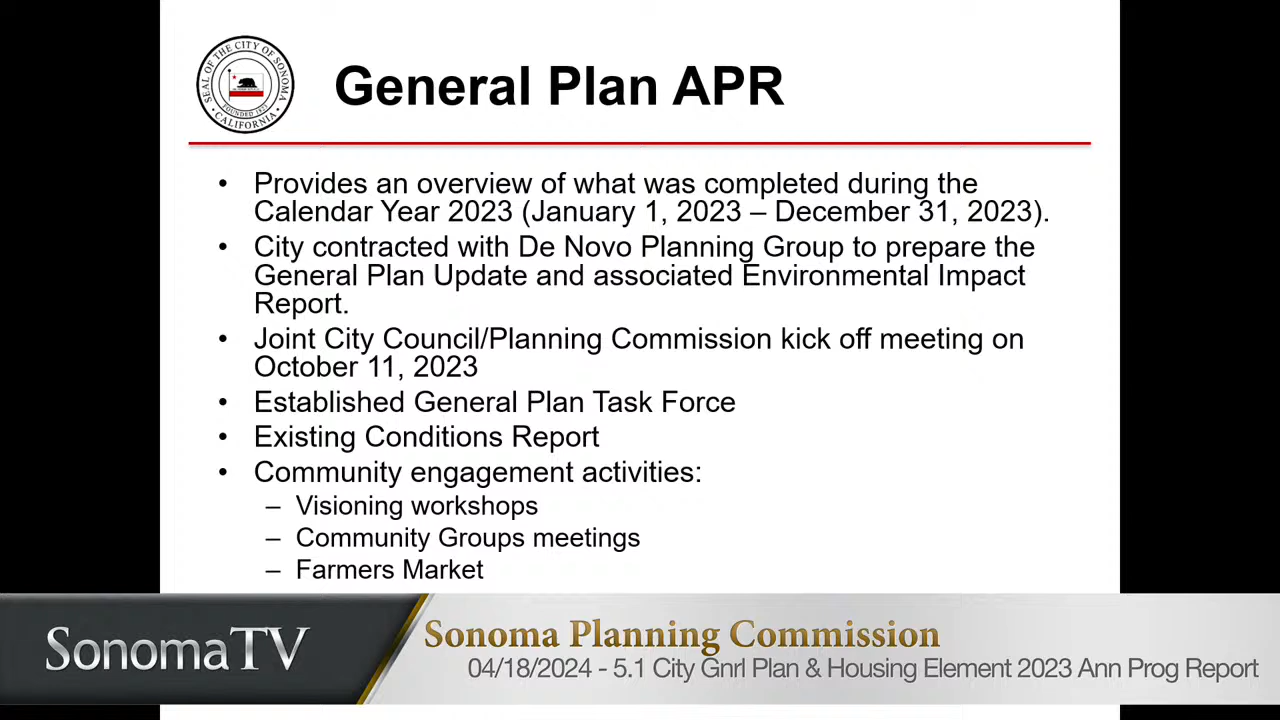 SEAL OF THE CITY OF SONOMA
FOUNDED 1823
CALIFORNIA
General Plan APR
• Provides an overview of what was completed during the
Calendar Year 2023 (January 1, 2023 – December 31, 2023).
• City contracted with De Novo Planning Group to prepare the
General Plan Update and associated Environmental Impact
Report.
• Joint City Council/Planning Commission kick off meeting on
October 11, 2023
• Established General Plan Task Force
• Existing Conditions Report
• Community engagement activities:
– Visioning workshops
– Community Groups meetings
– Farmers Market
SonomaTV
Sonoma Planning Commission
04/18/2024 - 5.1 City Gnrl Plan & Housing Element 2023 Ann Prog Report